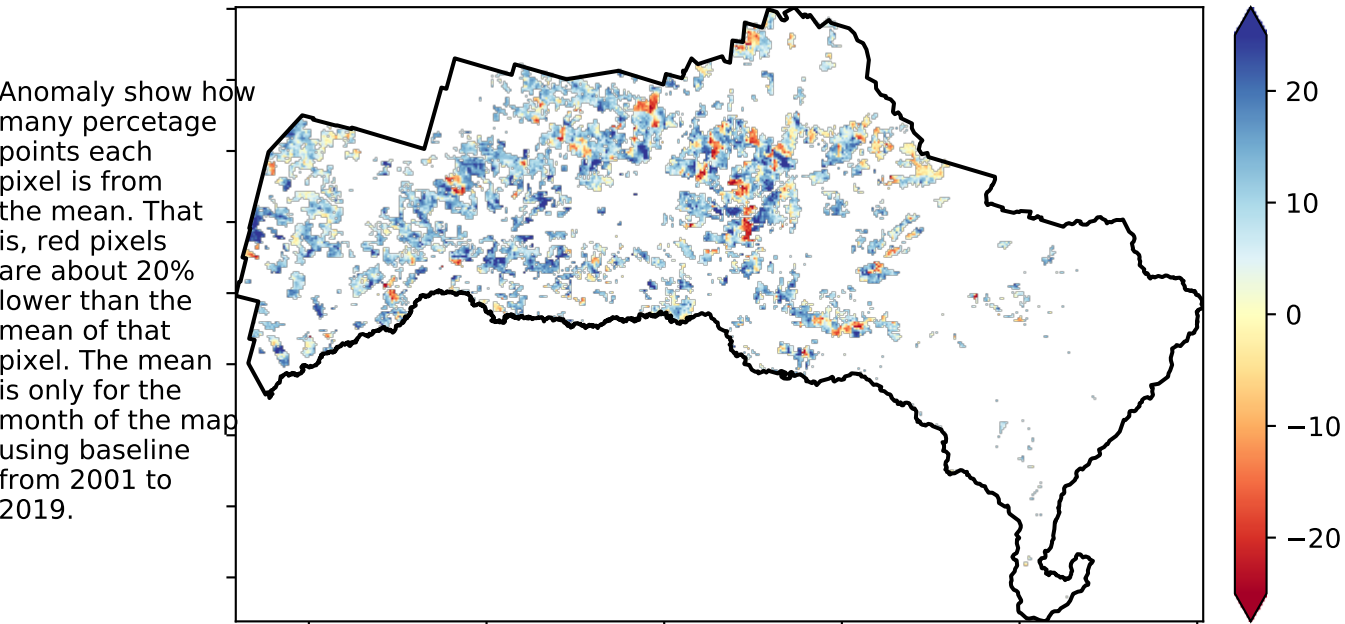 Anomaly show how
many percetage
points each
pixel is from
the mean. That
is, red pixels
are about 20%
lower than the
mean of that
pixel. The mean
is only for the
month of the map
using baseline
from 2001 to
2019.
20
10
0
−10
−20